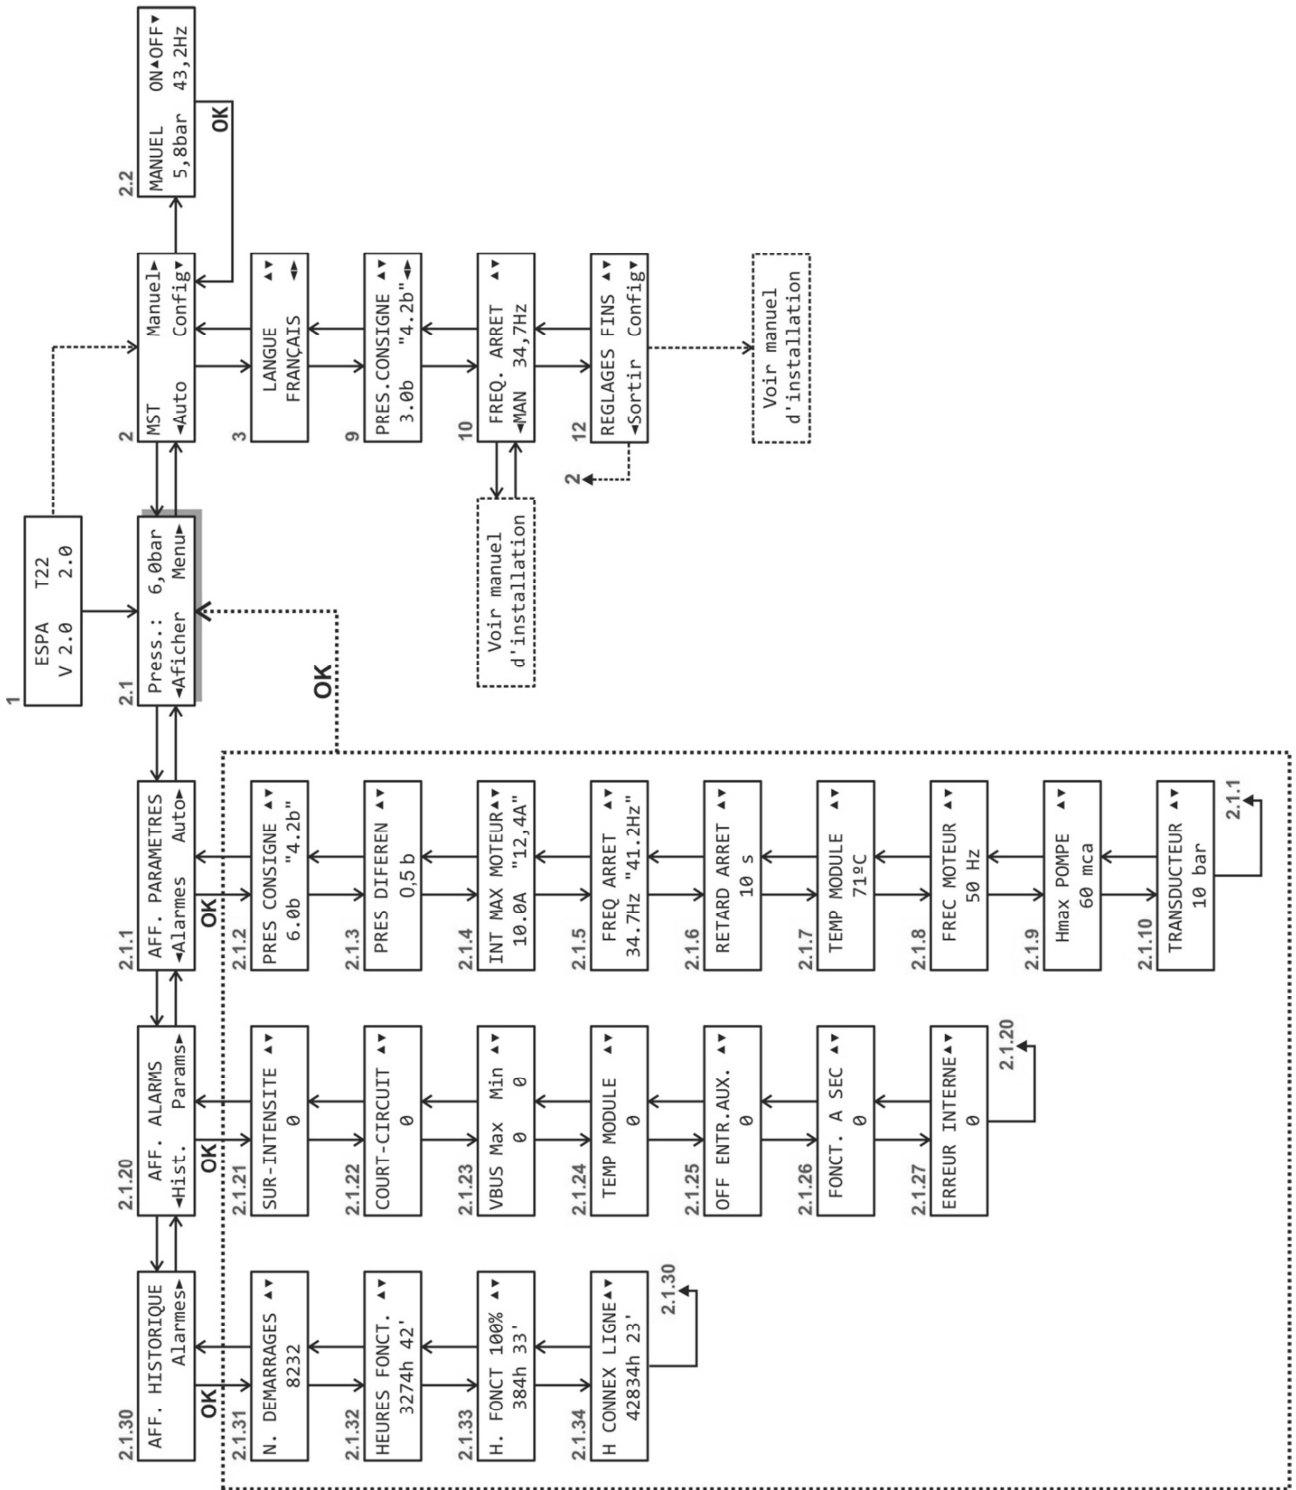 1
ESPA T22
V 2.0 2.0
2.1.30
AFF. HISTORIQUE
Alarmes►
2.1.20
AFF. ALARMS
◄Hist. Params►
2.1.1
AFF. PARAMETRES
◄Alarmes Auto►
2.1
Press.: 6,0bar
◄Aficher Menu►
2
MST Manuel►
◄Auto Config▼
2.2
MANUEL ON▲OFF▼
5,8bar 43,2Hz
OK
OK
OK
OK
2.1.31
N. DEMARRAGES ▲▼
8232
2.1.32
HEURES FONCT. ▲▼
3274h 42'
2.1.33
H. FONCT 100% ▲▼
384h 33'
2.1.34
H CONNEX LIGNE▲▼
42834h 23'
2.1.30
2.1.21
SUR-INTENSITE ▲▼
0
2.1.22
COURT-CIRCUIT ▲▼
0
2.1.23
VBUS Max Min ▲▼
0 0
2.1.24
TEMP MODULE ▲▼
0
2.1.25
OFF ENTR.AUX. ▲▼
0
2.1.26
FONCT. A SEC ▲▼
0
2.1.27
ERREUR INTERNE▲▼
0
2.1.20
2.1.2
PRES CONSIGNE ▲▼
6.0b "4.2b"
2.1.3
PRES DIFEREN ▲▼
0,5 b
2.1.4
INT MAX MOTEUR▲▼
10.0A "12,4A"
2.1.5
FREQ ARRET ▲▼
34.7Hz "41.2Hz"
2.1.6
RETARD ARRET ▲▼
10 s
2.1.7
TEMP MODULE ▲▼
71ºC
2.1.8
FREC MOTEUR ▲▼
50 Hz
2.1.9
Hmax POMPE ▲▼
60 mca
2.1.10
TRANSDUCTEUR ▲▼
10 bar
2.1.1
OK
3
LANGUE ▲▼
FRANÇAIS ◄►
9
PRES.CONSIGNE ▲▼
3.0b "4.2b"◄►
10
FREQ. ARRET ▲▼
◄MAN 34,7Hz
Voir manuel
d'installation
12
REGLAGES FINS ▲▼
◄Sortir Config▼
2
Voir manuel
d'installation